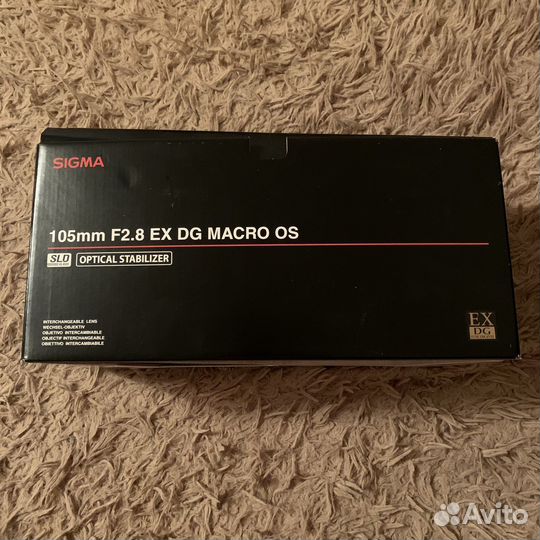 SIGMA
105mm F2.8 EX DG MACRO OS
SLD OPTICAL STABILIZER
INTERCHANGEABLE LENS
WECHSEL-OBJEKTIV
OBJETIVO INTERCAMBIABLE
OBJECTIF INTERCHANGEABLE
OBIETTIVO INTERCAMBIABILE
EX
DG
Avito